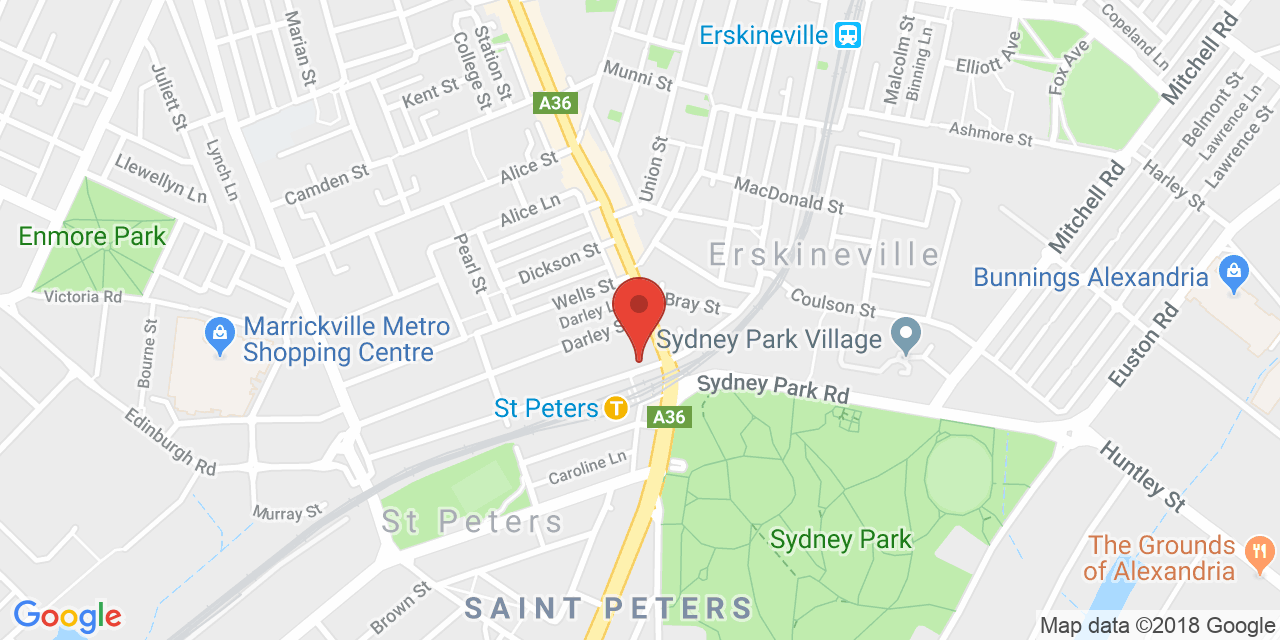 Copeland Ln
Erskineville
Elliott Ave
Fox Ave
Mitchell Rd
Marian St
Station St
College St
Munni St
Malcolm St
Binning Ln
Juliett St
Kent St
A36
Belmont St
Lawrence Ln
Lawrence St
Ashmore St
Lynch Ln
Llewellyn Ln
Camden St
Alice St
Union St
MacDonald St
Mitchell Rd
Harley St
Alice Ln
Enmore Park
Pearl St
Dickson St
Erskineville
Bunnings Alexandria
Victoria Rd
Wells St
Bray St
Coulson St
Darley
Darley
Marrickville Metro
Shopping Centre
Bourne St
Sydney Park Village
Euston Rd
Sydney Park Rd
St Peters
T
A36
Edinburgh Rd
Caroline Ln
Huntley St
Murray St
St Peters
Sydney Park
The Grounds
of Alexandria
Brown St
SAINT PETERS
Google
Map data ©2018 Google